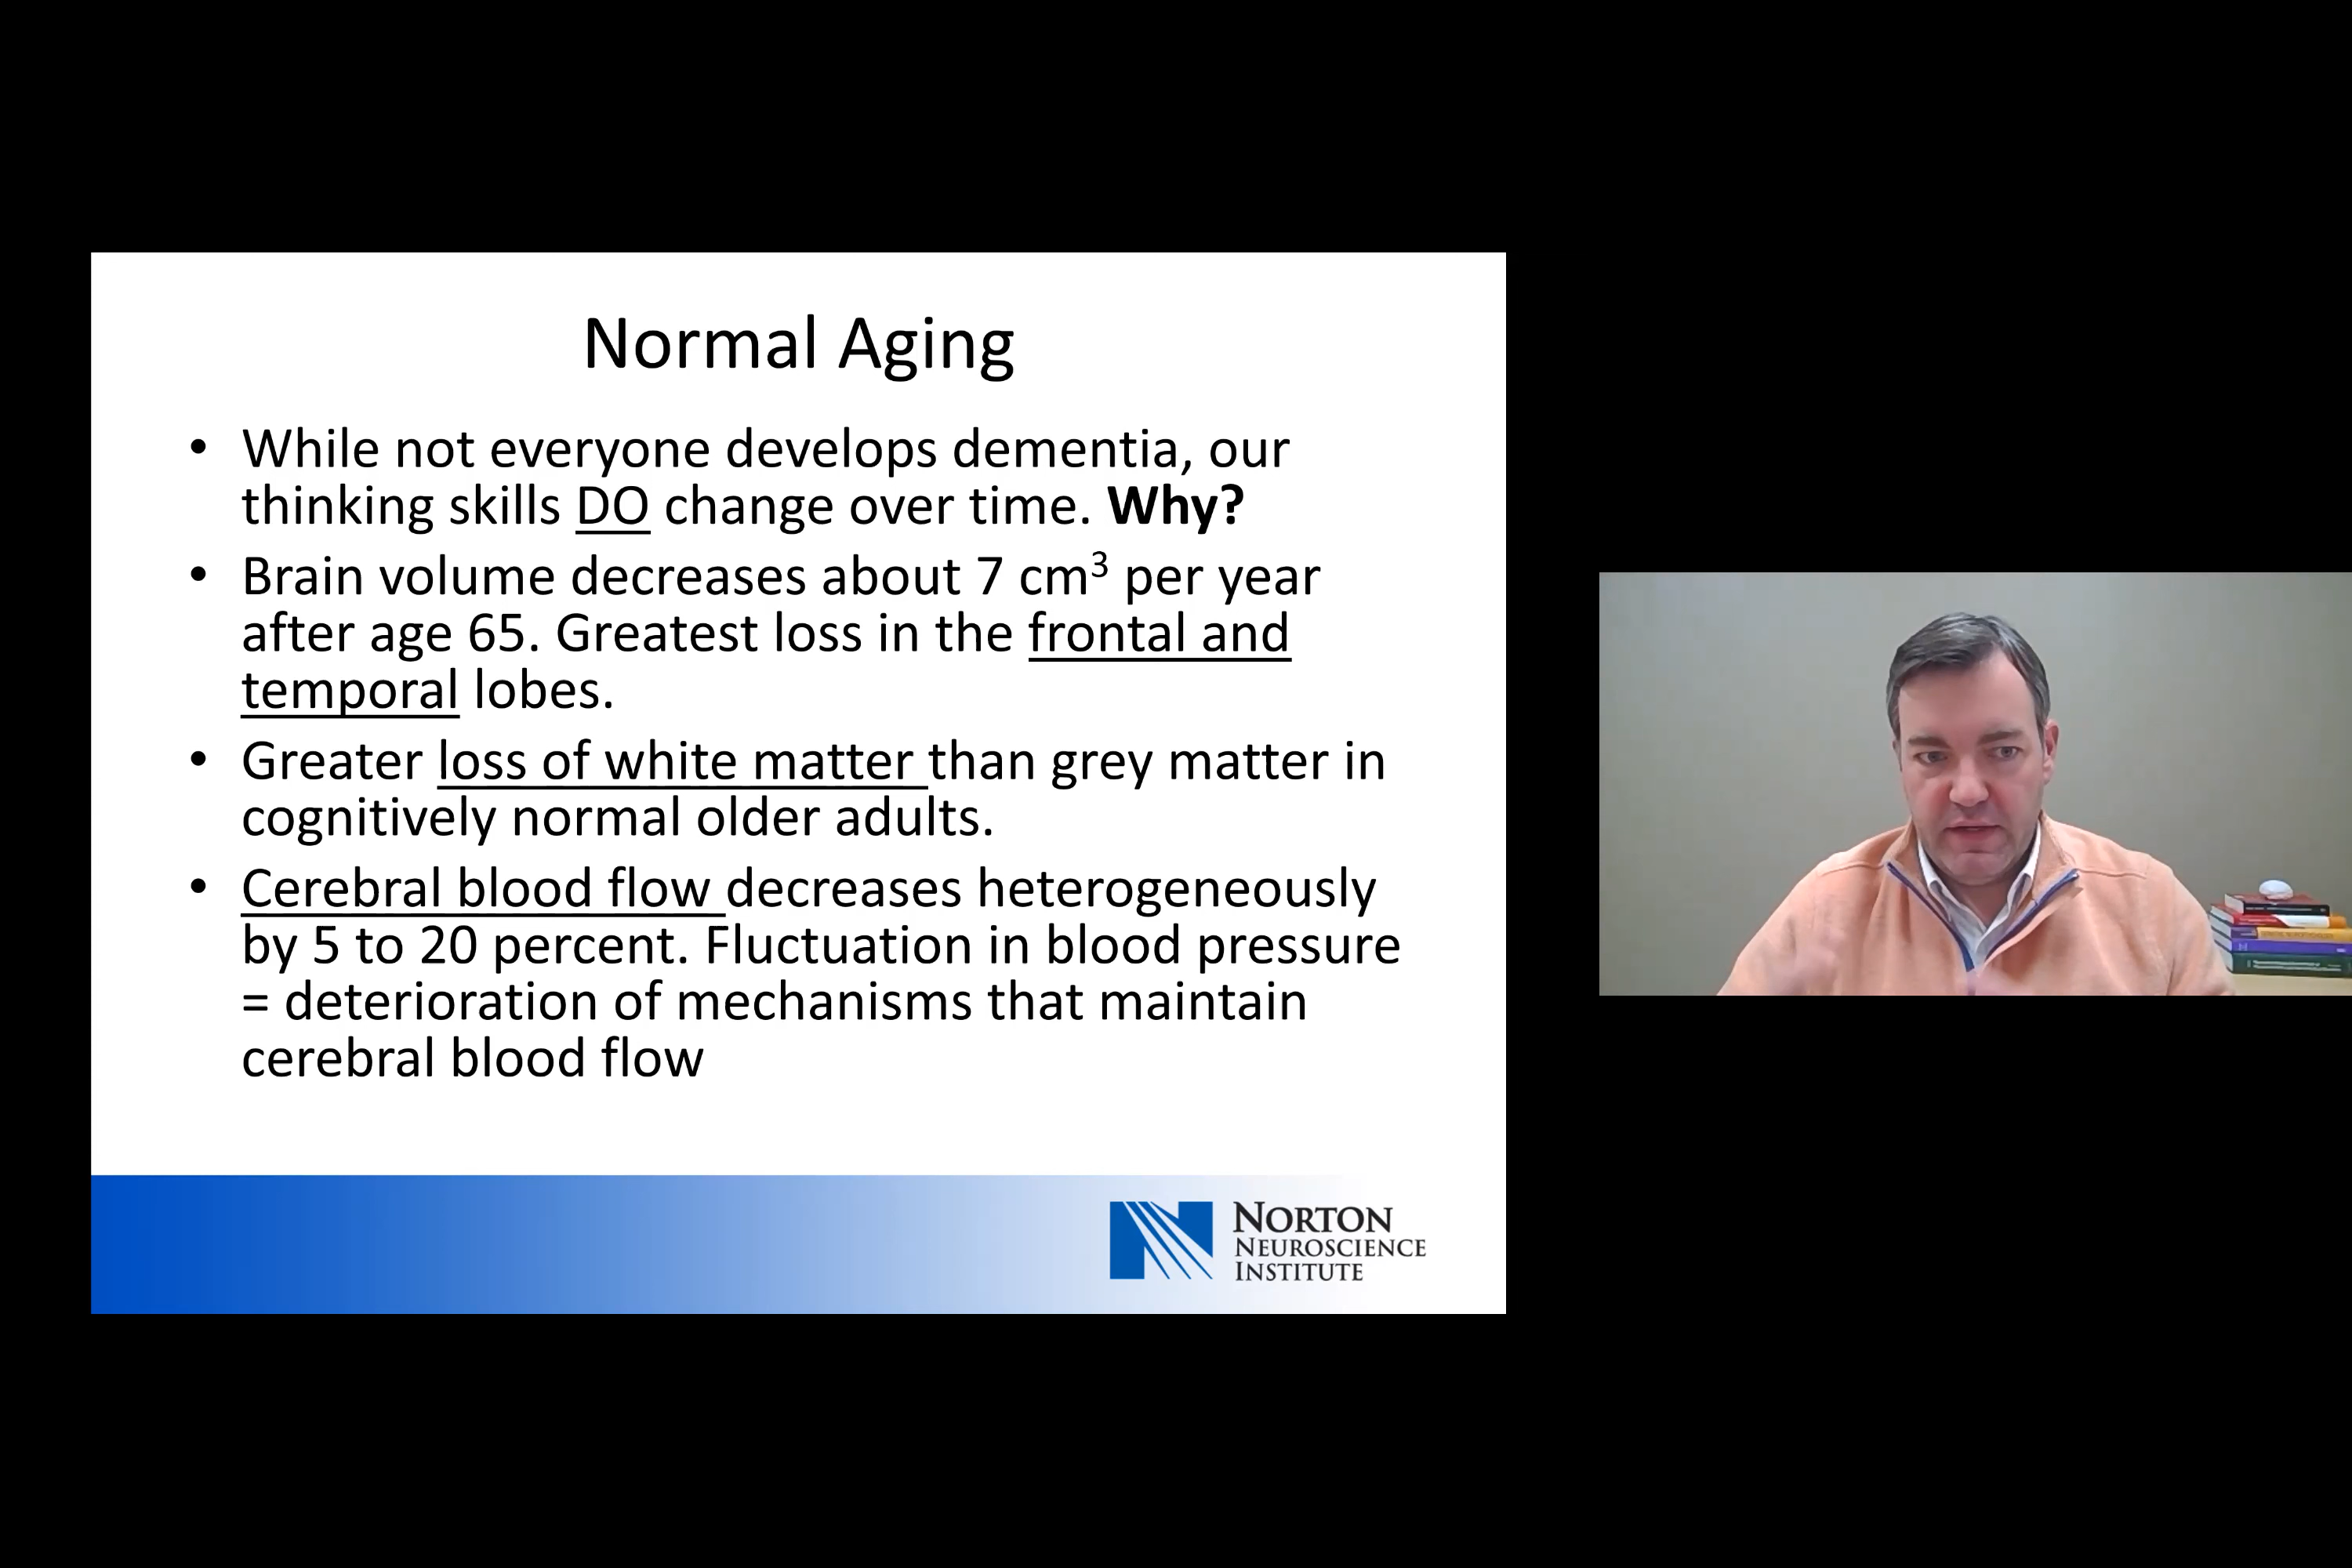 Normal Aging
• While not everyone develops dementia, our
thinking skills DO change over time. Why?
• Brain volume decreases about 7 cm³ per year
after age 65. Greatest loss in the frontal and
temporal lobes.
• Greater loss of white matter than grey matter in
cognitively normal older adults.
• Cerebral blood flow decreases heterogeneously
by 5 to 20 percent. Fluctuation in blood pressure
= deterioration of mechanisms that maintain
cerebral blood flow
NORTON
NEUROSCIENCE
INSTITUTE